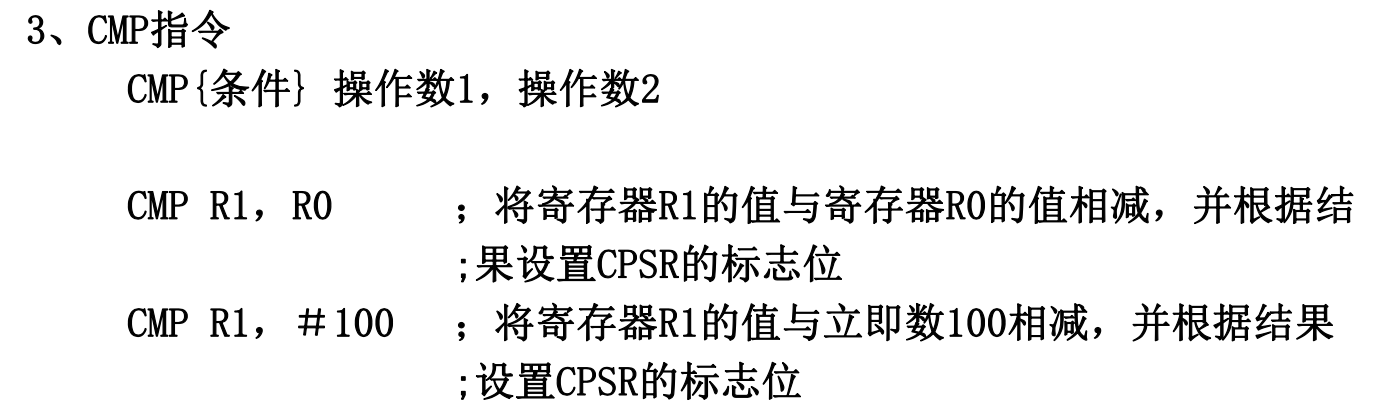 3、CMP指令
CMP{条件} 操作数1，操作数2
CMP R1，R0 ；将寄存器R1的值与寄存器R0的值相减，并根据结
;果设置CPSR的标志位
CMP R1，＃100 ；将寄存器R1的值与立即数100相减，并根据结果
;设置CPSR的标志位